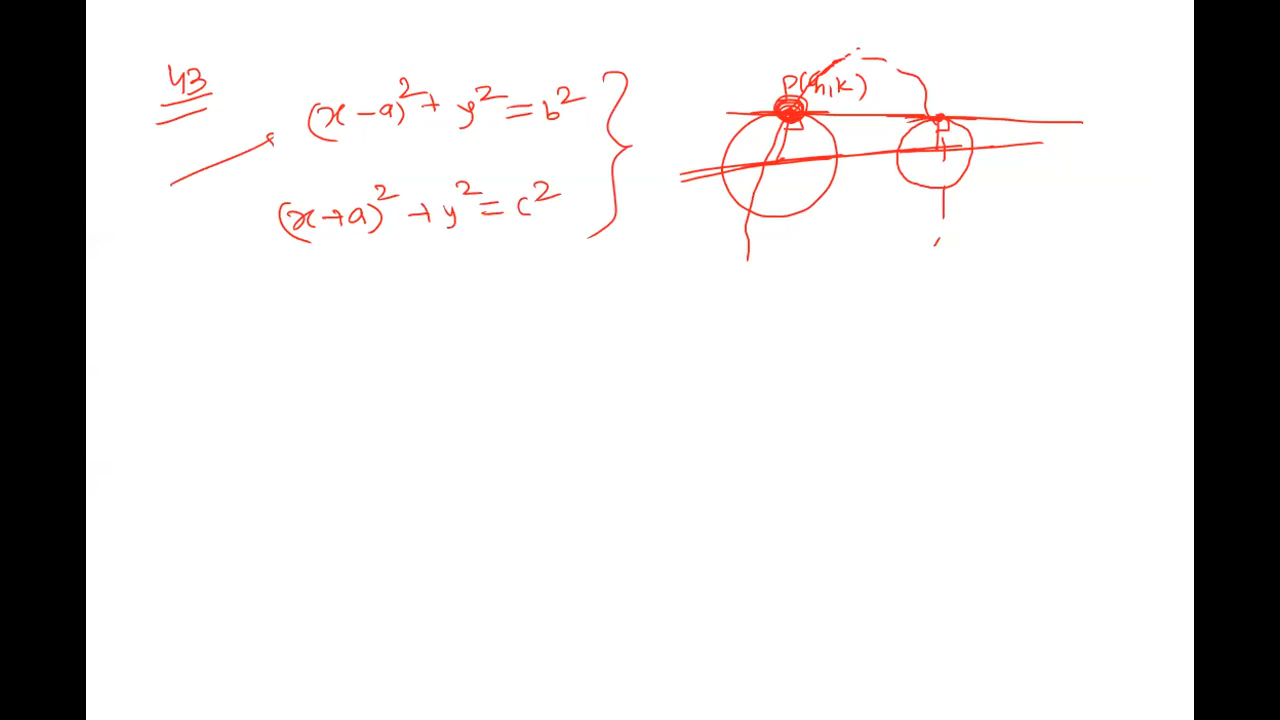 43
(x-a)² + y² = b²
(x+a)² + y² = c²
P(h,k)